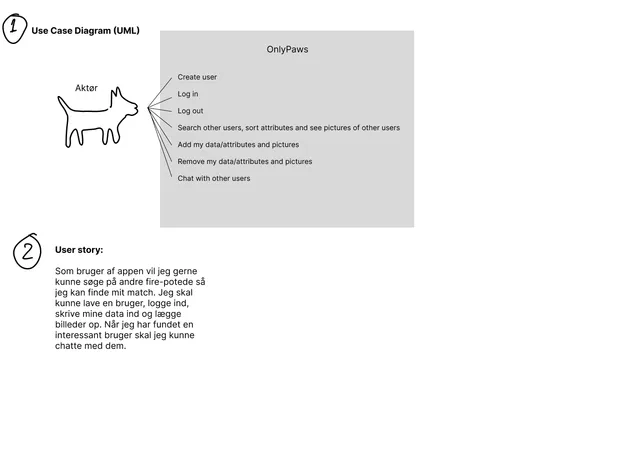 1
Use Case Diagram (UML)
OnlyPaws
Aktør
Create user
Log in
Log out
Search other users, sort attributes and see pictures of other users
Add my data/attributes and pictures
Remove my data/attributes and pictures
Chat with other users
2
User story:
Som bruger af appen vil jeg gerne
kunne søge på andre fire-potede så
jeg kan finde mit match. Jeg skal
kunne lave en bruger, logge ind,
skrive mine data ind og lægge
billeder op. Når jeg har fundet en
interessant bruger skal jeg kunne
chatte med dem.